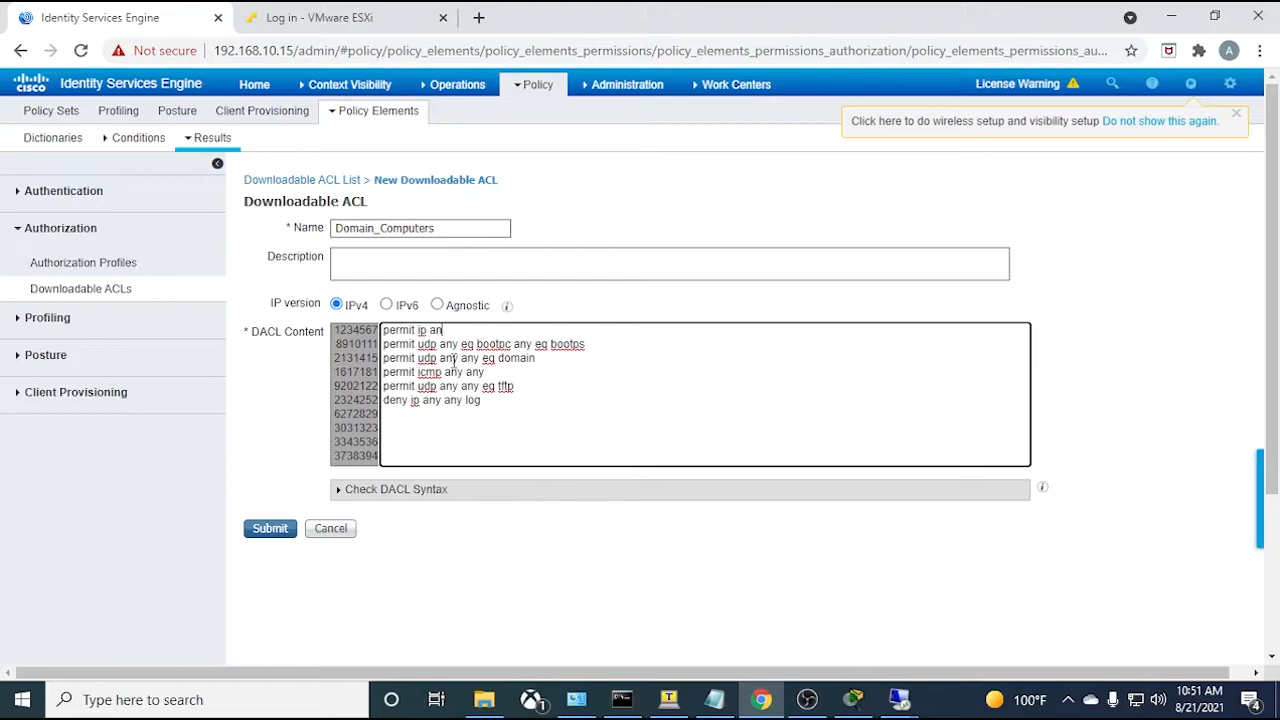 Identity Services Engine
Log in - VMware ESXi
Not secure
192.168.10.15/admin/#policy/policy_elements/policy_elements_permissions/policy_elements_permissions_authorization/policy_elements_permissions_au...
A
cisco
Identity Services Engine
Home
Context Visibility
Operations
Policy
Administration
Work Centers
License Warning
Policy Sets
Profiling
Posture
Client Provisioning
Policy Elements
Click here to do wireless setup and visibility setup Do not show this again.
Dictionaries
Conditions
Results
Authentication
Authorization
Authorization Profiles
Downloadable ACLs
Profiling
Posture
Client Provisioning
Downloadable ACL List > New Downloadable ACL
Downloadable ACL
* Name Domain_Computers
Description
IP version IPv4 IPv6 Agnostic
* DACL Content
1234567 permit ip an
8910111 permit udp any eq bootpc any eq bootps
2131415 permit udp any any eq domain
1617181 permit icmp any any
9202122 permit udp any any eq tftp
2324252 deny ip any any log
6272829
3031323
3343536
3738394
Check DACL Syntax
Submit Cancel
Type here to search
100°F
10:51 AM
8/21/2021